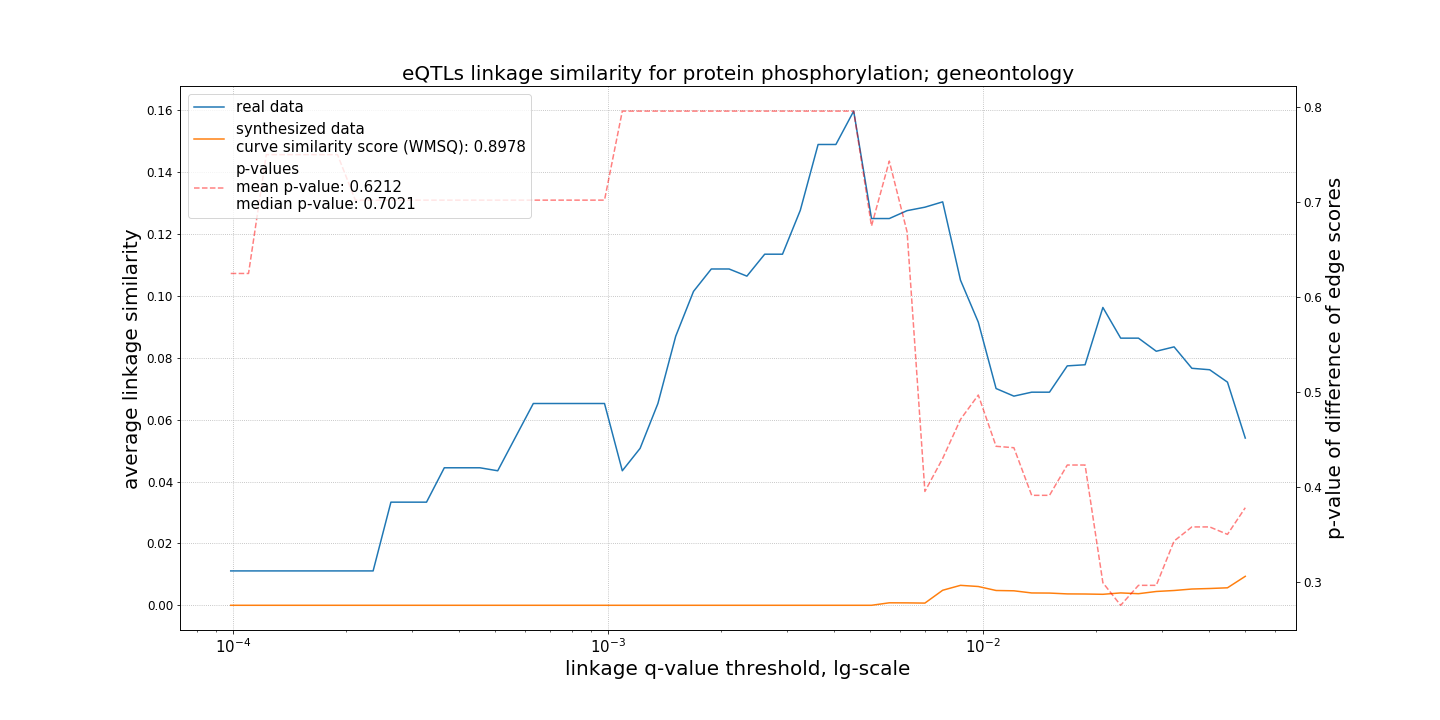 eQTLs linkage similarity for protein phosphorylation; geneontology
real data
synthesized data
curve similarity score (WMSQ): 0.8978
p-values
mean p-value: 0.6212
median p-value: 0.7021
average linkage similarity
0.16
0.14
0.12
0.10
0.08
0.06
0.04
0.02
0.00
0.8
0.7
0.6
0.5
0.4
0.3
p-value of difference of edge scores
10⁻⁴
10⁻³
10⁻²
linkage q-value threshold, lg-scale